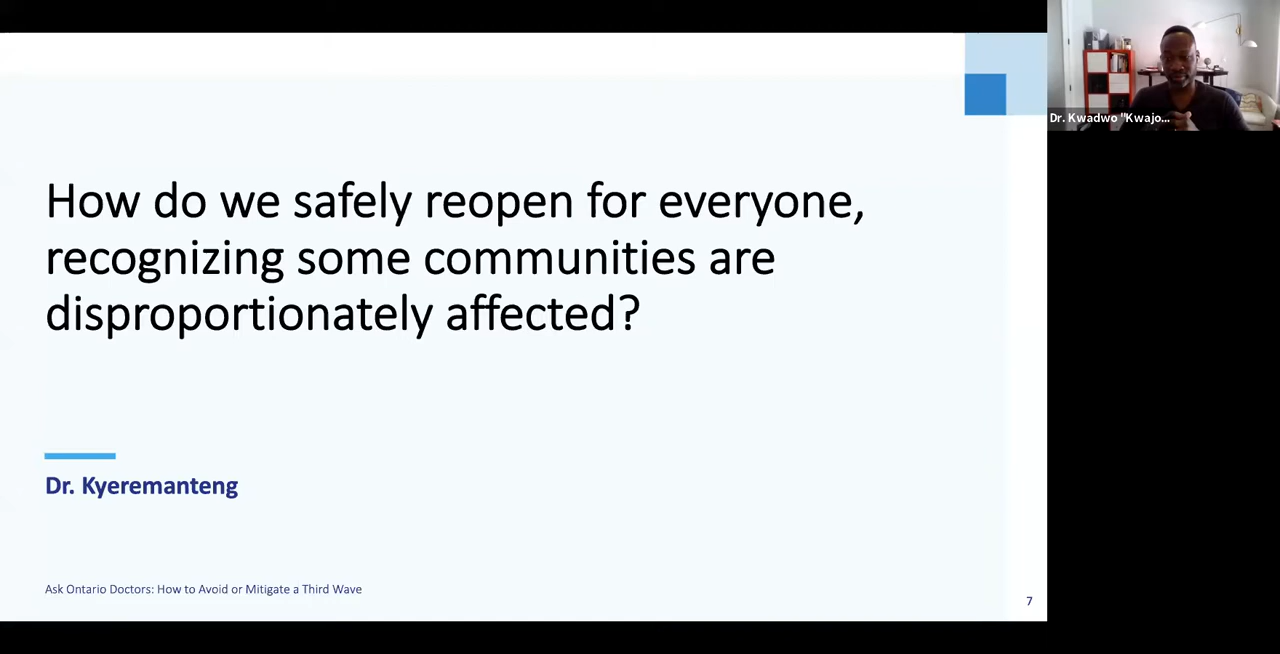 Dr. Kwadwo "Kwajo...
How do we safely reopen for everyone,
recognizing some communities are
disproportionately affected?
Dr. Kyeremanteng
Ask Ontario Doctors: How to Avoid or Mitigate a Third Wave
7